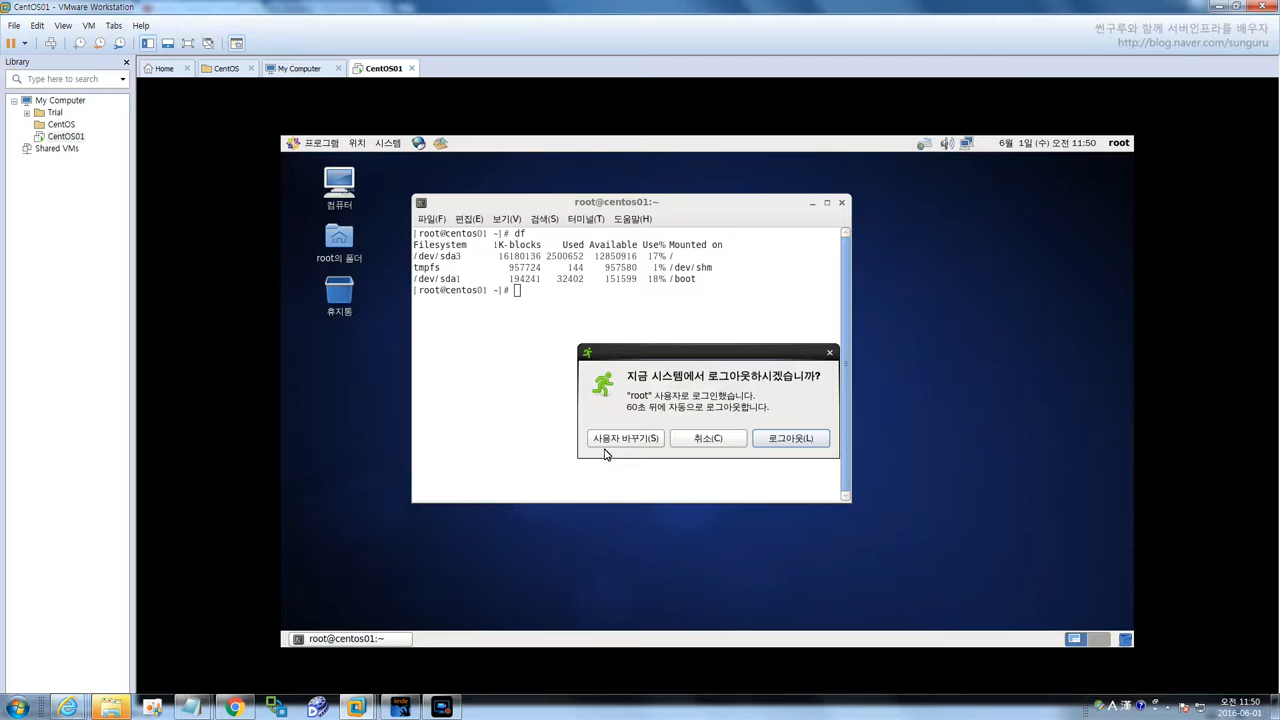 CentOS01 - VMware Workstation
File Edit View Tabs Help
썬구루와 함께 서버인프라를 배우자
http://blog.naver.com/sunguru
Library
Type here to search
Home
CentOS
My Computer
CentOS01
My Computer
Trial
CentOS
CentOS01
Shared VMs
프로그램 위치 시스템
6월 1일 (수) 오전 11:50 root
컴퓨터
root의 폴더
휴지통
root@centos01:~
파일(F) 편집(E) 보기(V) 검색(S) 터미널(T) 도움말(H)
[root@centos01 ~]# df
Filesystem 1K-blocks Used Available Use% Mounted on
/dev/sda3 16180136 2500652 12850916 17% /
tmpfs 957724 144 957580 1% /dev/shm
/dev/sda1 194241 32402 151599 18% /boot
[root@centos01 ~]#
지금 시스템에서 로그아웃하시겠습니까?
"root" 사용자로 로그인했습니다.
60초 뒤에 자동으로 로그아웃합니다.
사용자 바꾸기(S) 취소(C) 로그아웃(L)
root@centos01:~
kindle
A 漢
오전 11:50
2016-06-01